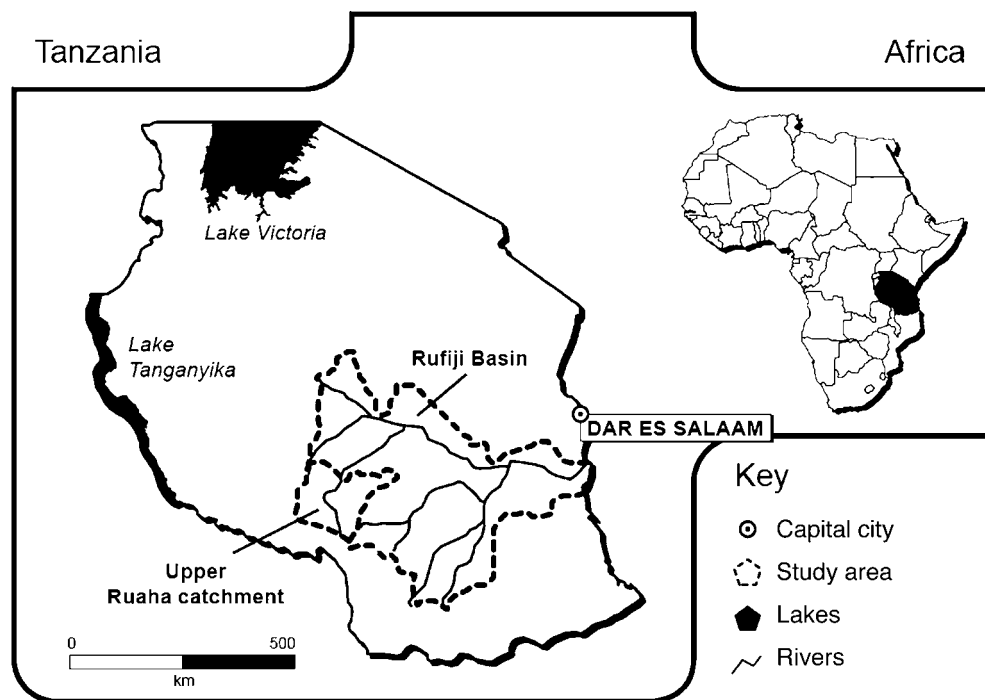 Tanzania
Africa
Lake Victoria
Lake
Tanganyika
Rufiji Basin
DAR ES SALAAM
Upper
Ruaha catchment
0 500
km
Key
Capital city
Study area
Lakes
Rivers